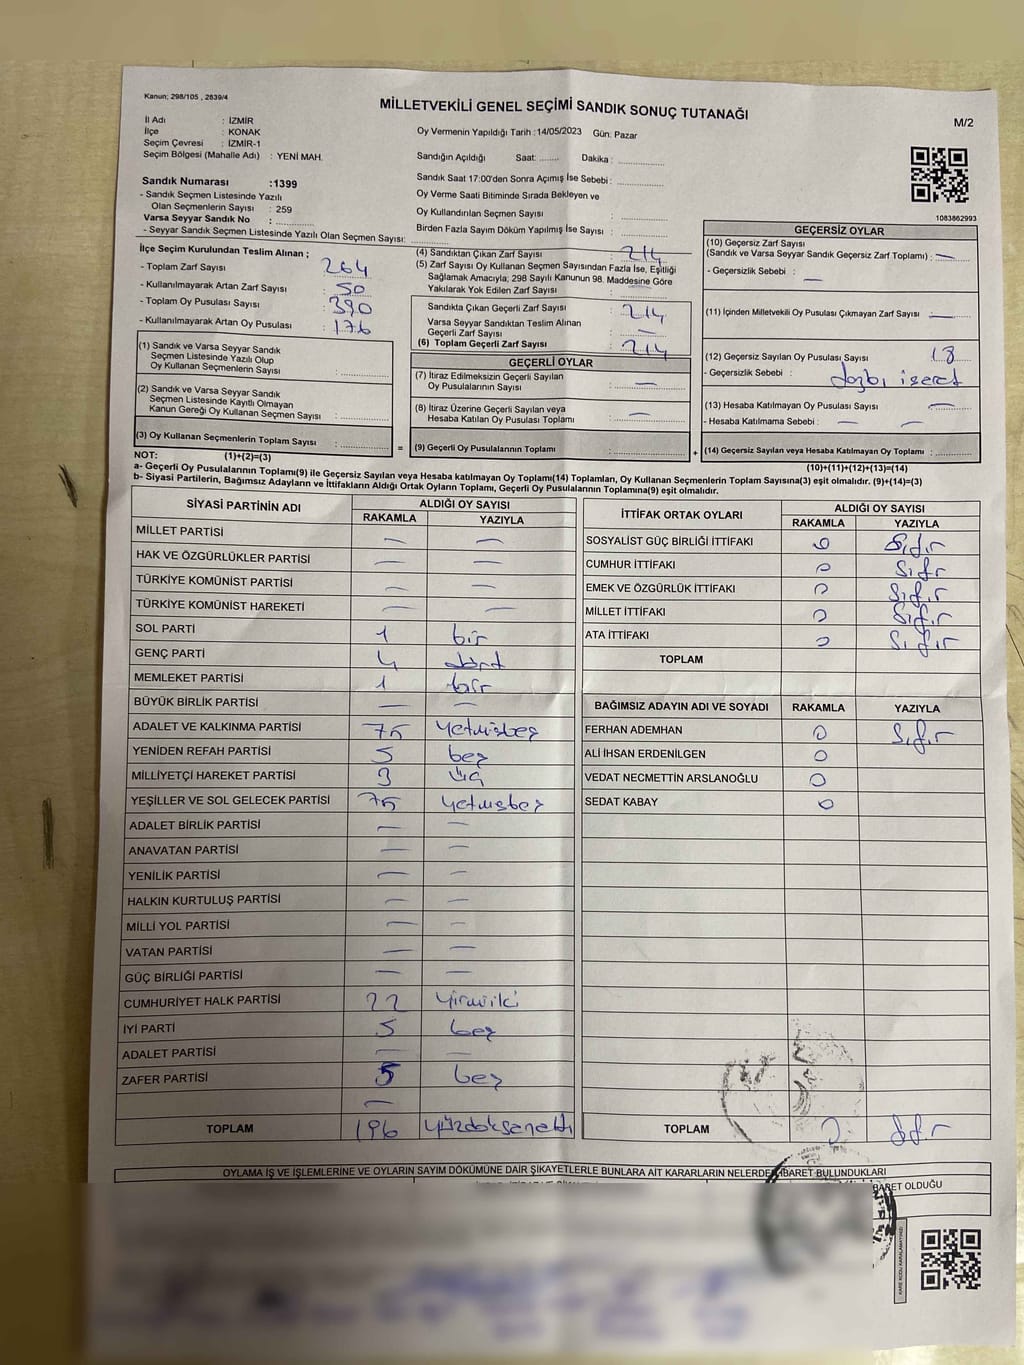 Kanun; 298/105 , 2839/4
MİLLETVEKİLİ GENEL SEÇİMİ SANDIK SONUÇ TUTANAĞI
M/2
İl Adı : İZMİR
İlçe : KONAK
Seçim Çevresi : İZMİR-1
Seçim Bölgesi (Mahalle Adı) : YENİ MAH.
Sandık Numarası :1399
- Sandık Seçmen Listesinde Yazılı
Olan Seçmenlerin Sayısı : 259
Varsa Seyyar Sandık No :
- Seyyar Sandık Seçmen Listesinde Yazılı Olan Seçmen Sayısı:
Oy Vermenin Yapıldığı Tarih :14/05/2023 Gün: Pazar
Sandığın Açıldığı Saat: Dakika :
Sandık Saat 17:00'den Sonra Açımış İse Sebebi :
Oy Verme Saati Bitiminde Sırada Bekleyen ve
Oy Kullandırılan Seçmen Sayısı :
Birden Fazla Sayım Döküm Yapılmış İse Sayısı :
1083862993
İlçe Seçim Kurulundan Teslim Alınan ;
- Toplam Zarf Sayısı : 264
- Kullanılmayarak Artan Zarf Sayısı : 50
- Toplam Oy Pusulası Sayısı : 390
- Kullanılmayarak Artan Oy Pusulası : 176
(1) Sandık ve Varsa Seyyar Sandık
Seçmen Listesinde Yazılı Olup
Oy Kullanan Seçmenlerin Sayısı :
(2) Sandık ve Varsa Seyyar Sandık
Seçmen Listesinde Kayıtlı Olmayan
Kanun Gereği Oy Kullanan Seçmen Sayısı :
(3) Oy Kullanan Seçmenlerin Toplam Sayısı :
(4) Sandıktan Çıkan Zarf Sayısı : 214
(5) Zarf Sayısı Oy Kullanan Seçmen Sayısından Fazla İse, Eşitliği
Sağlamak Amacıyla; 298 Sayılı Kanunun 98. Maddesine Göre
Yakılarak Yok Edilen Zarf Sayısı : —
Sandıkta Çıkan Geçerli Zarf Sayısı : 214
Varsa Seyyar Sandıktan Teslim Alınan
Geçerli Zarf Sayısı : —
(6) Toplam Geçerli Zarf Sayısı : 214
GEÇERLİ OYLAR
(7) İtiraz Edilmeksizin Geçerli Sayılan
Oy Pusulalarının Sayısı : —
(8) İtiraz Üzerine Geçerli Sayılan veya
Hesaba Katılan Oy Pusulası Toplamı : —
= (9) Geçerli Oy Pusulalarının Toplamı :
GEÇERSİZ OYLAR
(10) Geçersiz Zarf Sayısı
(Sandık ve Varsa Seyyar Sandık Geçersiz Zarf Toplamı) : —
- Geçersizlik Sebebi : —
(11) İçinden Milletvekili Oy Pusulası Çıkmayan Zarf Sayısı : —
(12) Geçersiz Sayılan Oy Pusulası Sayısı : 18
- Geçersizlik Sebebi :
(13) Hesaba Katılmayan Oy Pusulası Sayısı : —
- Hesaba Katılmama Sebebi : — —
+ (14) Geçersiz Sayılan veya Hesaba Katılmayan Oy Toplamı :
NOT: (1)+(2)=(3)
(10)+(11)+(12)+(13)=(14)
a- Geçerli Oy Pusulalarının Toplamı(9) ile Geçersiz Sayılan veya Hesaba katılmayan Oy Toplamı(14) Toplamları, Oy Kullanan Seçmenlerin Toplam Sayısına(3) eşit olmalıdır. (9)+(14)=(3)
b- Siyasi Partilerin, Bağımsız Adayların ve İttifakların Aldığı Oy Sayıları Ortak Oyların Toplamı, Geçerli Oy Pusulalarının Toplamına(9) eşit olmalıdır.
SİYASİ PARTİNİN ADI ALDIĞI OY SAYISI
RAKAMLA YAZIYLA
MİLLET PARTİSİ — —
HAK VE ÖZGÜRLÜKLER PARTİSİ — —
TÜRKİYE KOMÜNİST PARTİSİ — —
TÜRKİYE KOMÜNİST HAREKETİ — —
SOL PARTİ 1 bir
GENÇ PARTİ 4 dört
MEMLEKET PARTİSİ 1 bir
BÜYÜK BİRLİK PARTİSİ — —
ADALET VE KALKINMA PARTİSİ 75 yetmişbeş
YENİDEN REFAH PARTİSİ 5 beş
MİLLİYETÇİ HAREKET PARTİSİ 3 üç
YEŞİLLER VE SOL GELECEK PARTİSİ 75 yetmişbeş
ADALET BİRLİK PARTİSİ — —
ANAVATAN PARTİSİ — —
YENİLİK PARTİSİ — —
HALKIN KURTULUŞ PARTİSİ — —
MİLLİ YOL PARTİSİ — —
VATAN PARTİSİ — —
GÜÇ BİRLİĞİ PARTİSİ — —
CUMHURİYET HALK PARTİSİ 22 yirmiiki
İYİ PARTİ 5 beş
ADALET PARTİSİ — —
ZAFER PARTİSİ 5 beş
—
TOPLAM 196 yüzdoksanaltı
İTTİFAK ORTAK OYLARI ALDIĞI OY SAYISI
RAKAMLA YAZIYLA
SOSYALİST GÜÇ BİRLİĞİ İTTİFAKI 0 Sıfır
CUMHUR İTTİFAKI 0 Sıfır
EMEK VE ÖZGÜRLÜK İTTİFAKI 0 Sıfır
MİLLET İTTİFAKI 0 Sıfır
ATA İTTİFAKI 0 Sıfır
TOPLAM
BAĞIMSIZ ADAYIN ADI VE SOYADI RAKAMLA YAZIYLA
FERHAN ADEMHAN 0 Sıfır
ALİ İHSAN ERDENİLGEN 0
VEDAT NECMETTİN ARSLANOĞLU 0
SEDAT KABAY 0
TOPLAM 0 Sıfır
OYLAMA İŞ VE İŞLEMLERİNE VE OYLARIN SAYIM DÖKÜMÜNE DAİR ŞİKAYETLERLE BUNLARA AİT KARARLARIN NELERDEN İBARET BULUNDUKLARI
BARET OLDUĞU